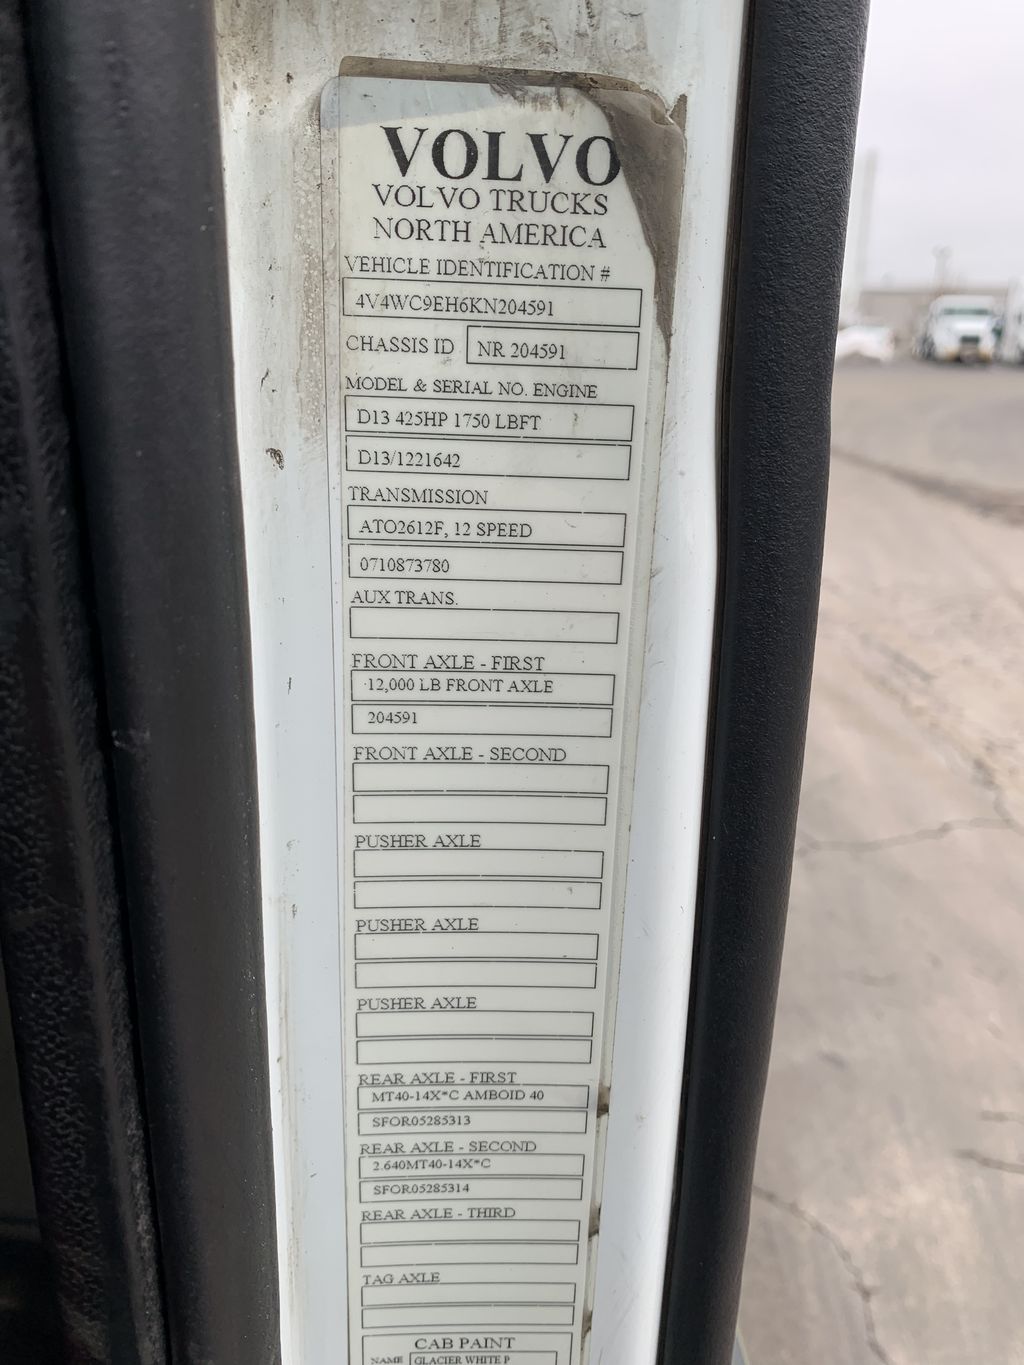 VOLVO
VOLVO TRUCKS
NORTH AMERICA
VEHICLE IDENTIFICATION #
4V4WC9EH6KN204591
CHASSIS ID NR 204591
MODEL & SERIAL NO. ENGINE
D13 425HP 1750 LBFT
D13/1221642
TRANSMISSION
ATO2612F, 12 SPEED
0710873780
AUX TRANS.
FRONT AXLE - FIRST
12,000 LB FRONT AXLE
204591
FRONT AXLE - SECOND
PUSHER AXLE
PUSHER AXLE
PUSHER AXLE
REAR AXLE - FIRST
MT40-14X*C AMBOID 40
SFOR05285313
REAR AXLE - SECOND
2.640MT40-14X*C
SFOR05285314
REAR AXLE - THIRD
TAG AXLE
CAB PAINT
NAME GLACIER WHITE P